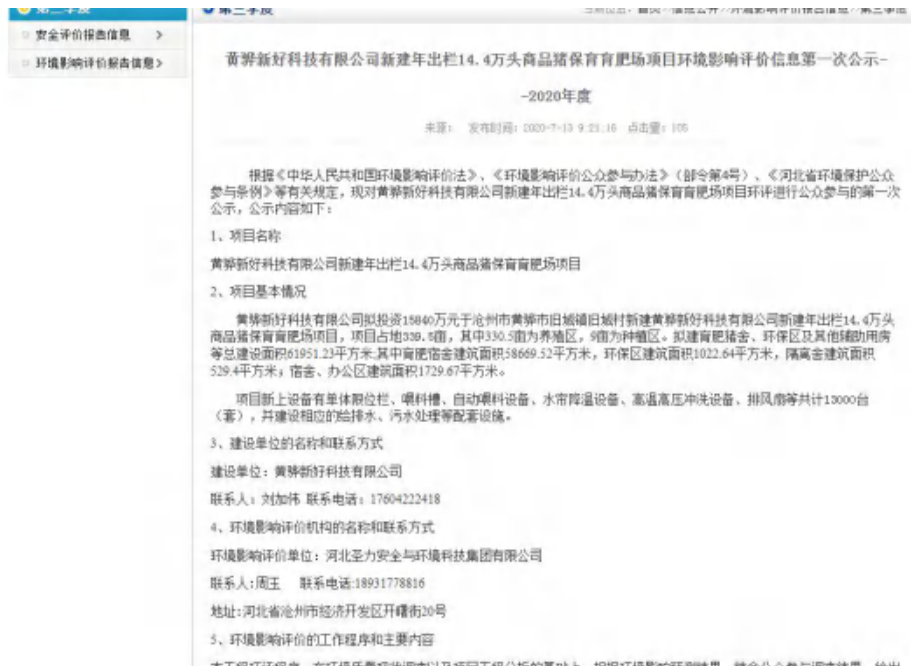 第三季度
安全评价报告信息 >
环境影响评价报告信息>
第三季度
黄骅新好科技有限公司新建年出栏14.4万头商品猪保育育肥场项目环境影响评价信息第一次公示-
-2020年度
来源： 发布时间：2020-7-13 9:21:16 点击量：105
根据《中华人民共和国环境影响评价法》、《环境影响评价公众参与办法》（部令第4号）、《河北省环境保护公众
参与条例》等有关规定，现对黄骅新好科技有限公司新建年出栏14.4万头商品猪保育育肥场项目环评进行公众参与的第一次
公示，公示内容如下：
1、项目名称
黄骅新好科技有限公司新建年出栏14.4万头商品猪保育育肥场项目
2、项目基本情况
黄骅新好科技有限公司拟投资15840万元于沧州市黄骅市旧城镇旧城村新建黄骅新好科技有限公司新建年出栏14.4万头
商品猪保育育肥场项目，项目占地339.5亩，其中330.5亩为养殖区，9亩为种植区。拟建育肥猪舍、环保区及其他辅助用房
等总建设面积61951.23平方米,其中育肥宿舍建筑面积58669.52平方米，环保区建筑面积1022.64平方米，隔离舍建筑面积
529.4平方米；宿舍、办公区建筑面积1729.67平方米。
项目新上设备有单体限位栏、喂料槽、自动喂料设备、水帘降温设备、高温高压冲洗设备、排风扇等共计13000台
（套），并建设相应的给排水、污水处理等配套设施。
3、建设单位的名称和联系方式
建设单位：黄骅新好科技有限公司
联系人：刘加伟 联系电话：17604222418
4、环境影响评价机构的名称和联系方式
环境影响评价单位：河北圣力安全与环境科技集团有限公司
联系人:周玉 联系电话:18931778816
地址:河北省沧州市经济开发区开曙街20号
5、环境影响评价的工作程序和主要内容